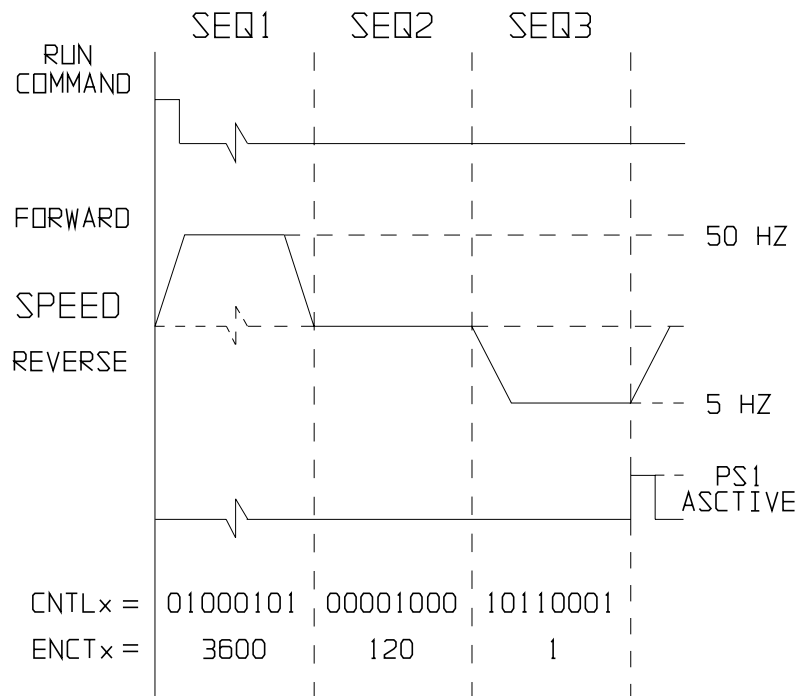 SEQ1 SEQ2 SEQ3
RUN
COMMAND
FORWARD
50 HZ
SPEED
REVERSE
5 HZ
PS1
ASCTIVE
CNTLx = 01000101 00001000 10110001
ENCTx = 3600 120 1